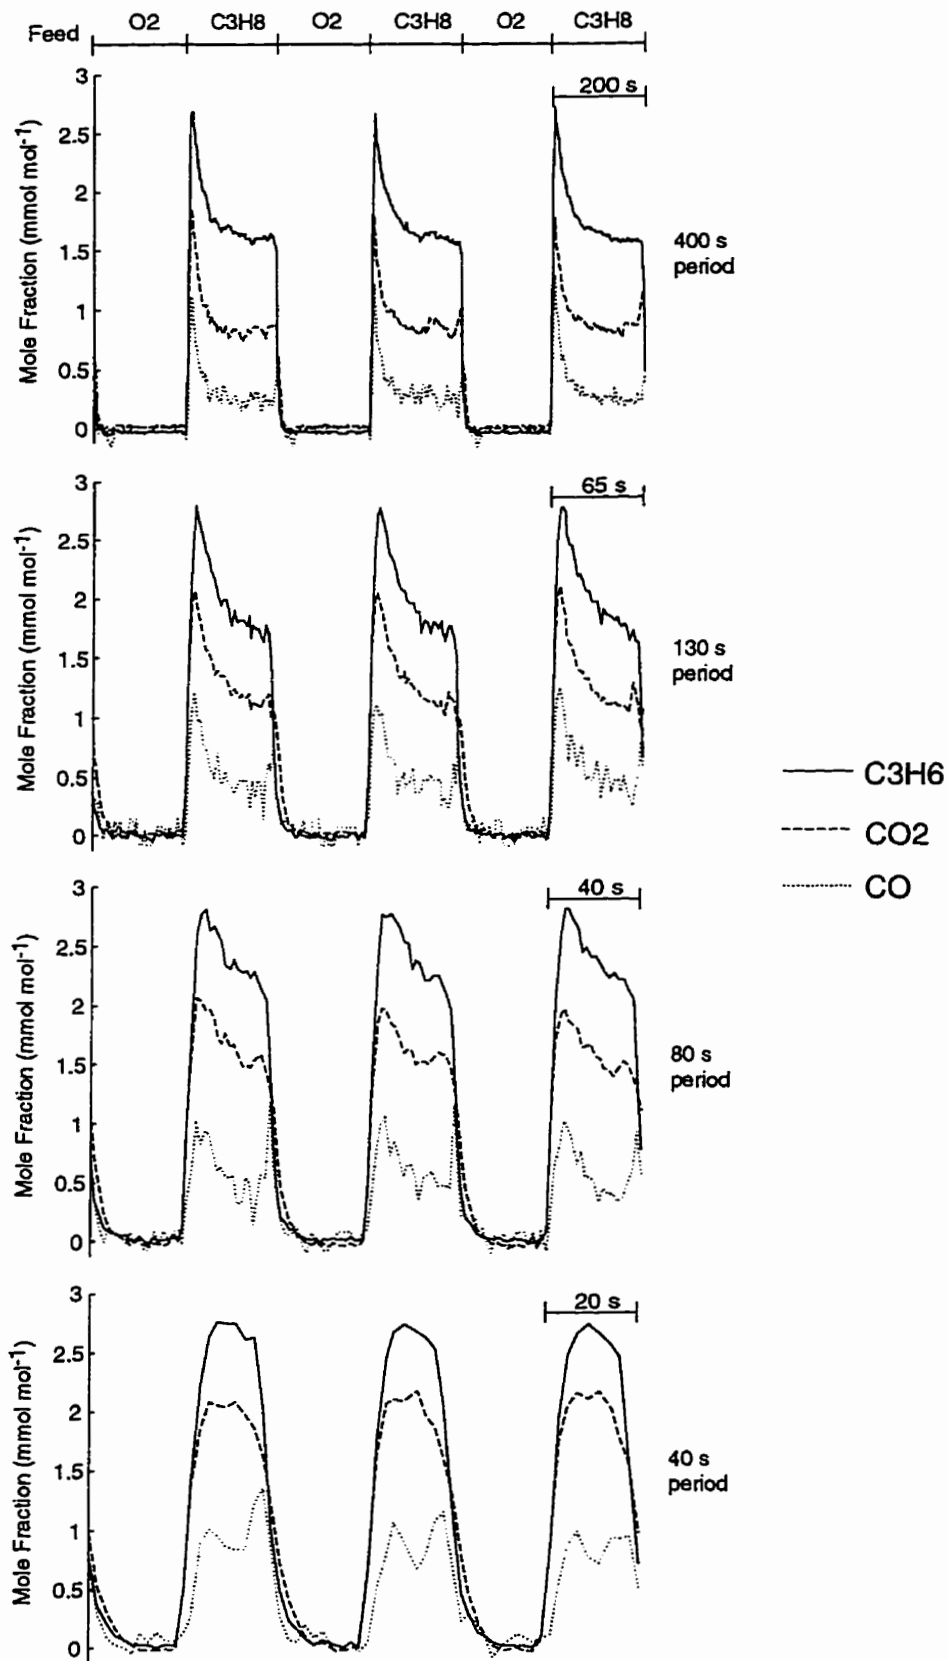 Feed O2 C3H8 O2 C3H8 O2 C3H8
200 s
Mole Fraction (mmol mol-1)
3
2.5
2
1.5
1
0.5
0
400 s
period
65 s
Mole Fraction (mmol mol-1)
3
2.5
2
1.5
1
0.5
0
130 s
period
C3H6
CO2
CO
40 s
Mole Fraction (mmol mol-1)
3
2.5
2
1.5
1
0.5
0
80 s
period
20 s
Mole Fraction (mmol mol-1)
3
2.5
2
1.5
1
0.5
0
40 s
period